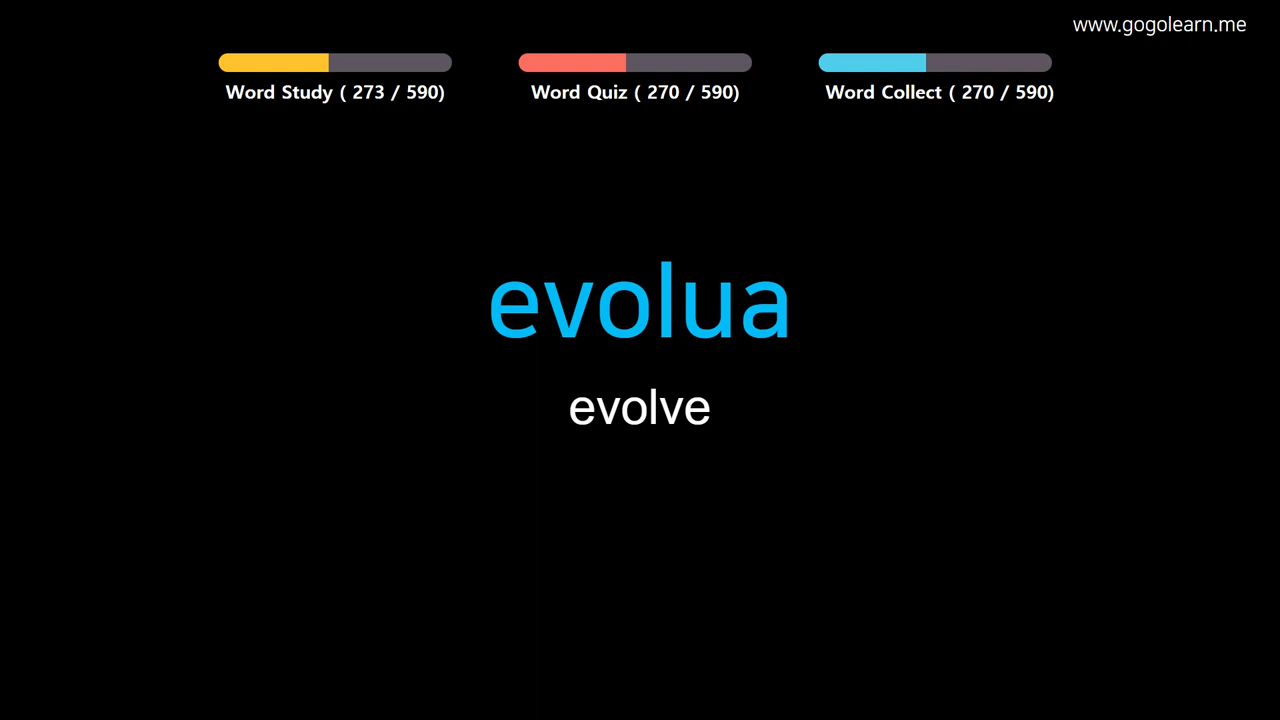 www.gogolearn.me
Word Study ( 273 / 590)
Word Quiz ( 270 / 590)
Word Collect ( 270 / 590)
evolua
evolve